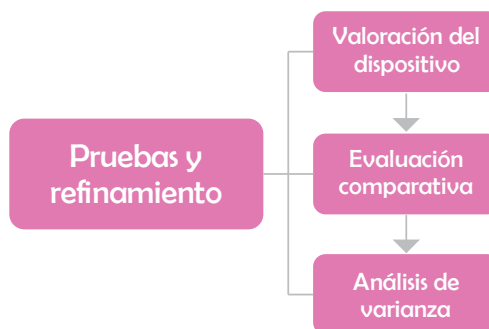 Valoración del
dispositivo
Pruebas y
refinamiento
Evaluación
comparativa
Análisis de
varianza